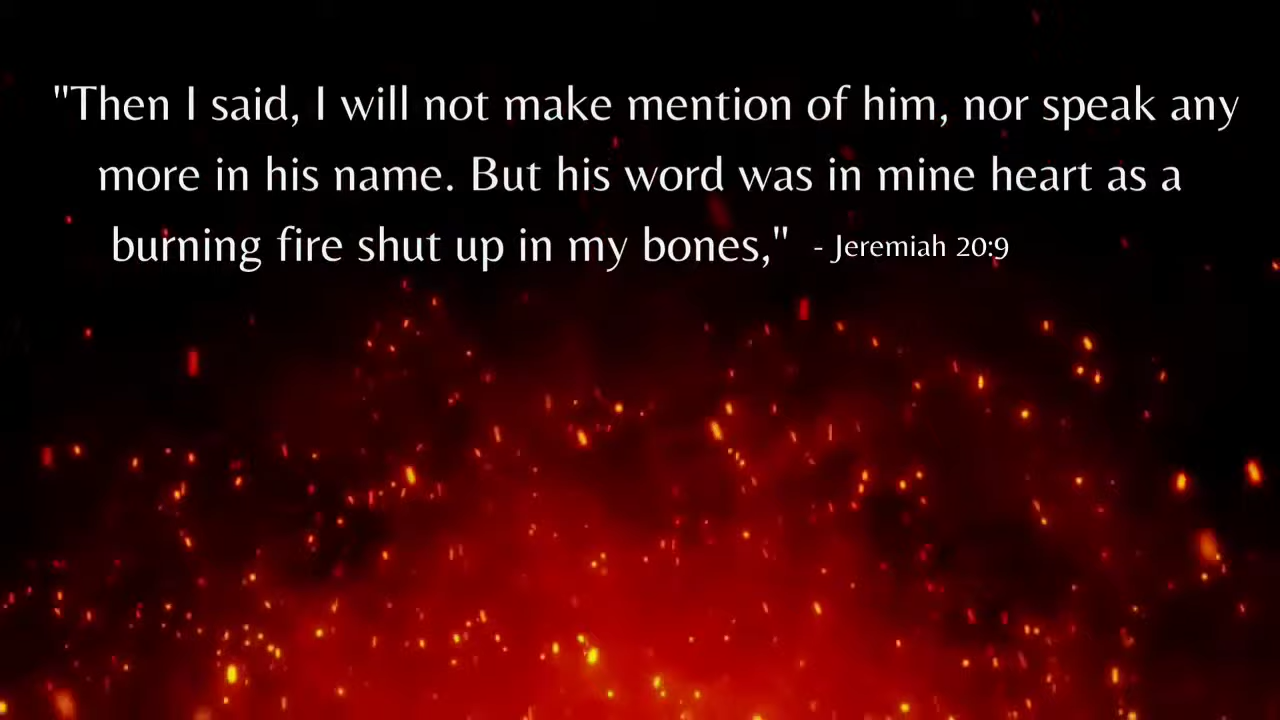 "Then I said, I will not make mention of him, nor speak any
more in his name. But his word was in mine heart as a
burning fire shut up in my bones," - Jeremiah 20:9